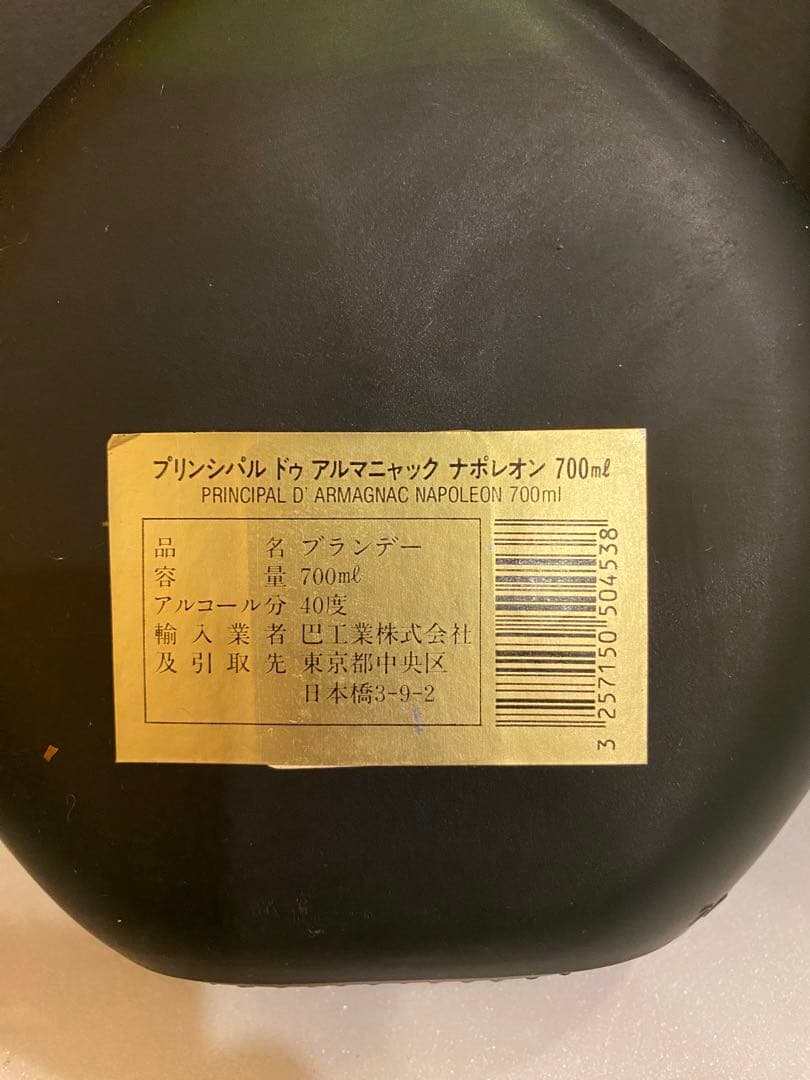 プリンシパル ドゥ アルマニャック ナポレオン 700㎖
PRINCIPAL D' ARMAGNAC NAPOLEON 700ml
品名 ブランデー
容量 700㎖
アルコール分 40度
輸入業者 巴工業株式会社
及引取先 東京都中央区
日本橋3-9-2
3 257150 504538